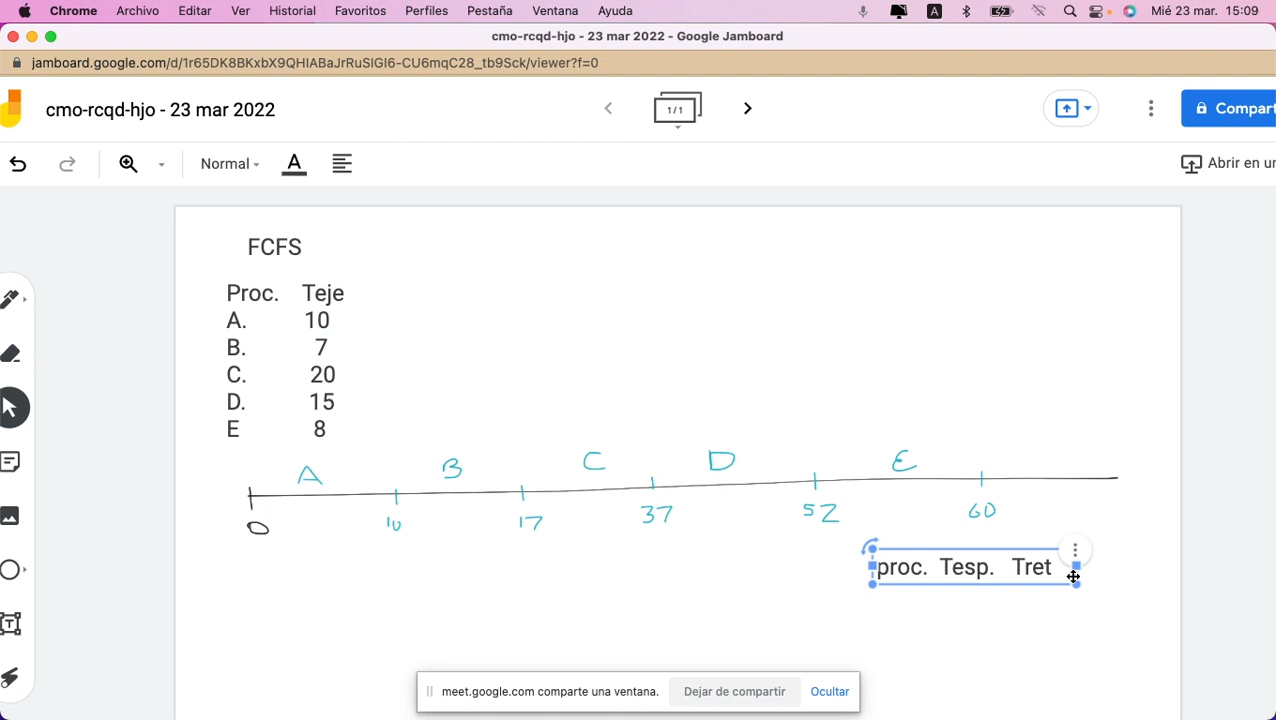 Chrome Archivo Editar Ver Historial Favoritos Perfiles Pestaña Ventana Ayuda A Mié 23 mar. 15:09
cmo-rcqd-hjo - 23 mar 2022 - Google Jamboard
jamboard.google.com/d/1r65DK8BKxbX9QHIABaJrRuSlGl6-CU6mqC28_tb9Sck/viewer?f=0
cmo-rcqd-hjo - 23 mar 2022
1/1
Compart
Normal A
Abrir en un
FCFS
Proc. Teje
A. 10
B. 7
C. 20
D. 15
E 8
A B C D E
0 10 17 37 52 60
proc. Tesp. Tret
meet.google.com comparte una ventana. Dejar de compartir Ocultar